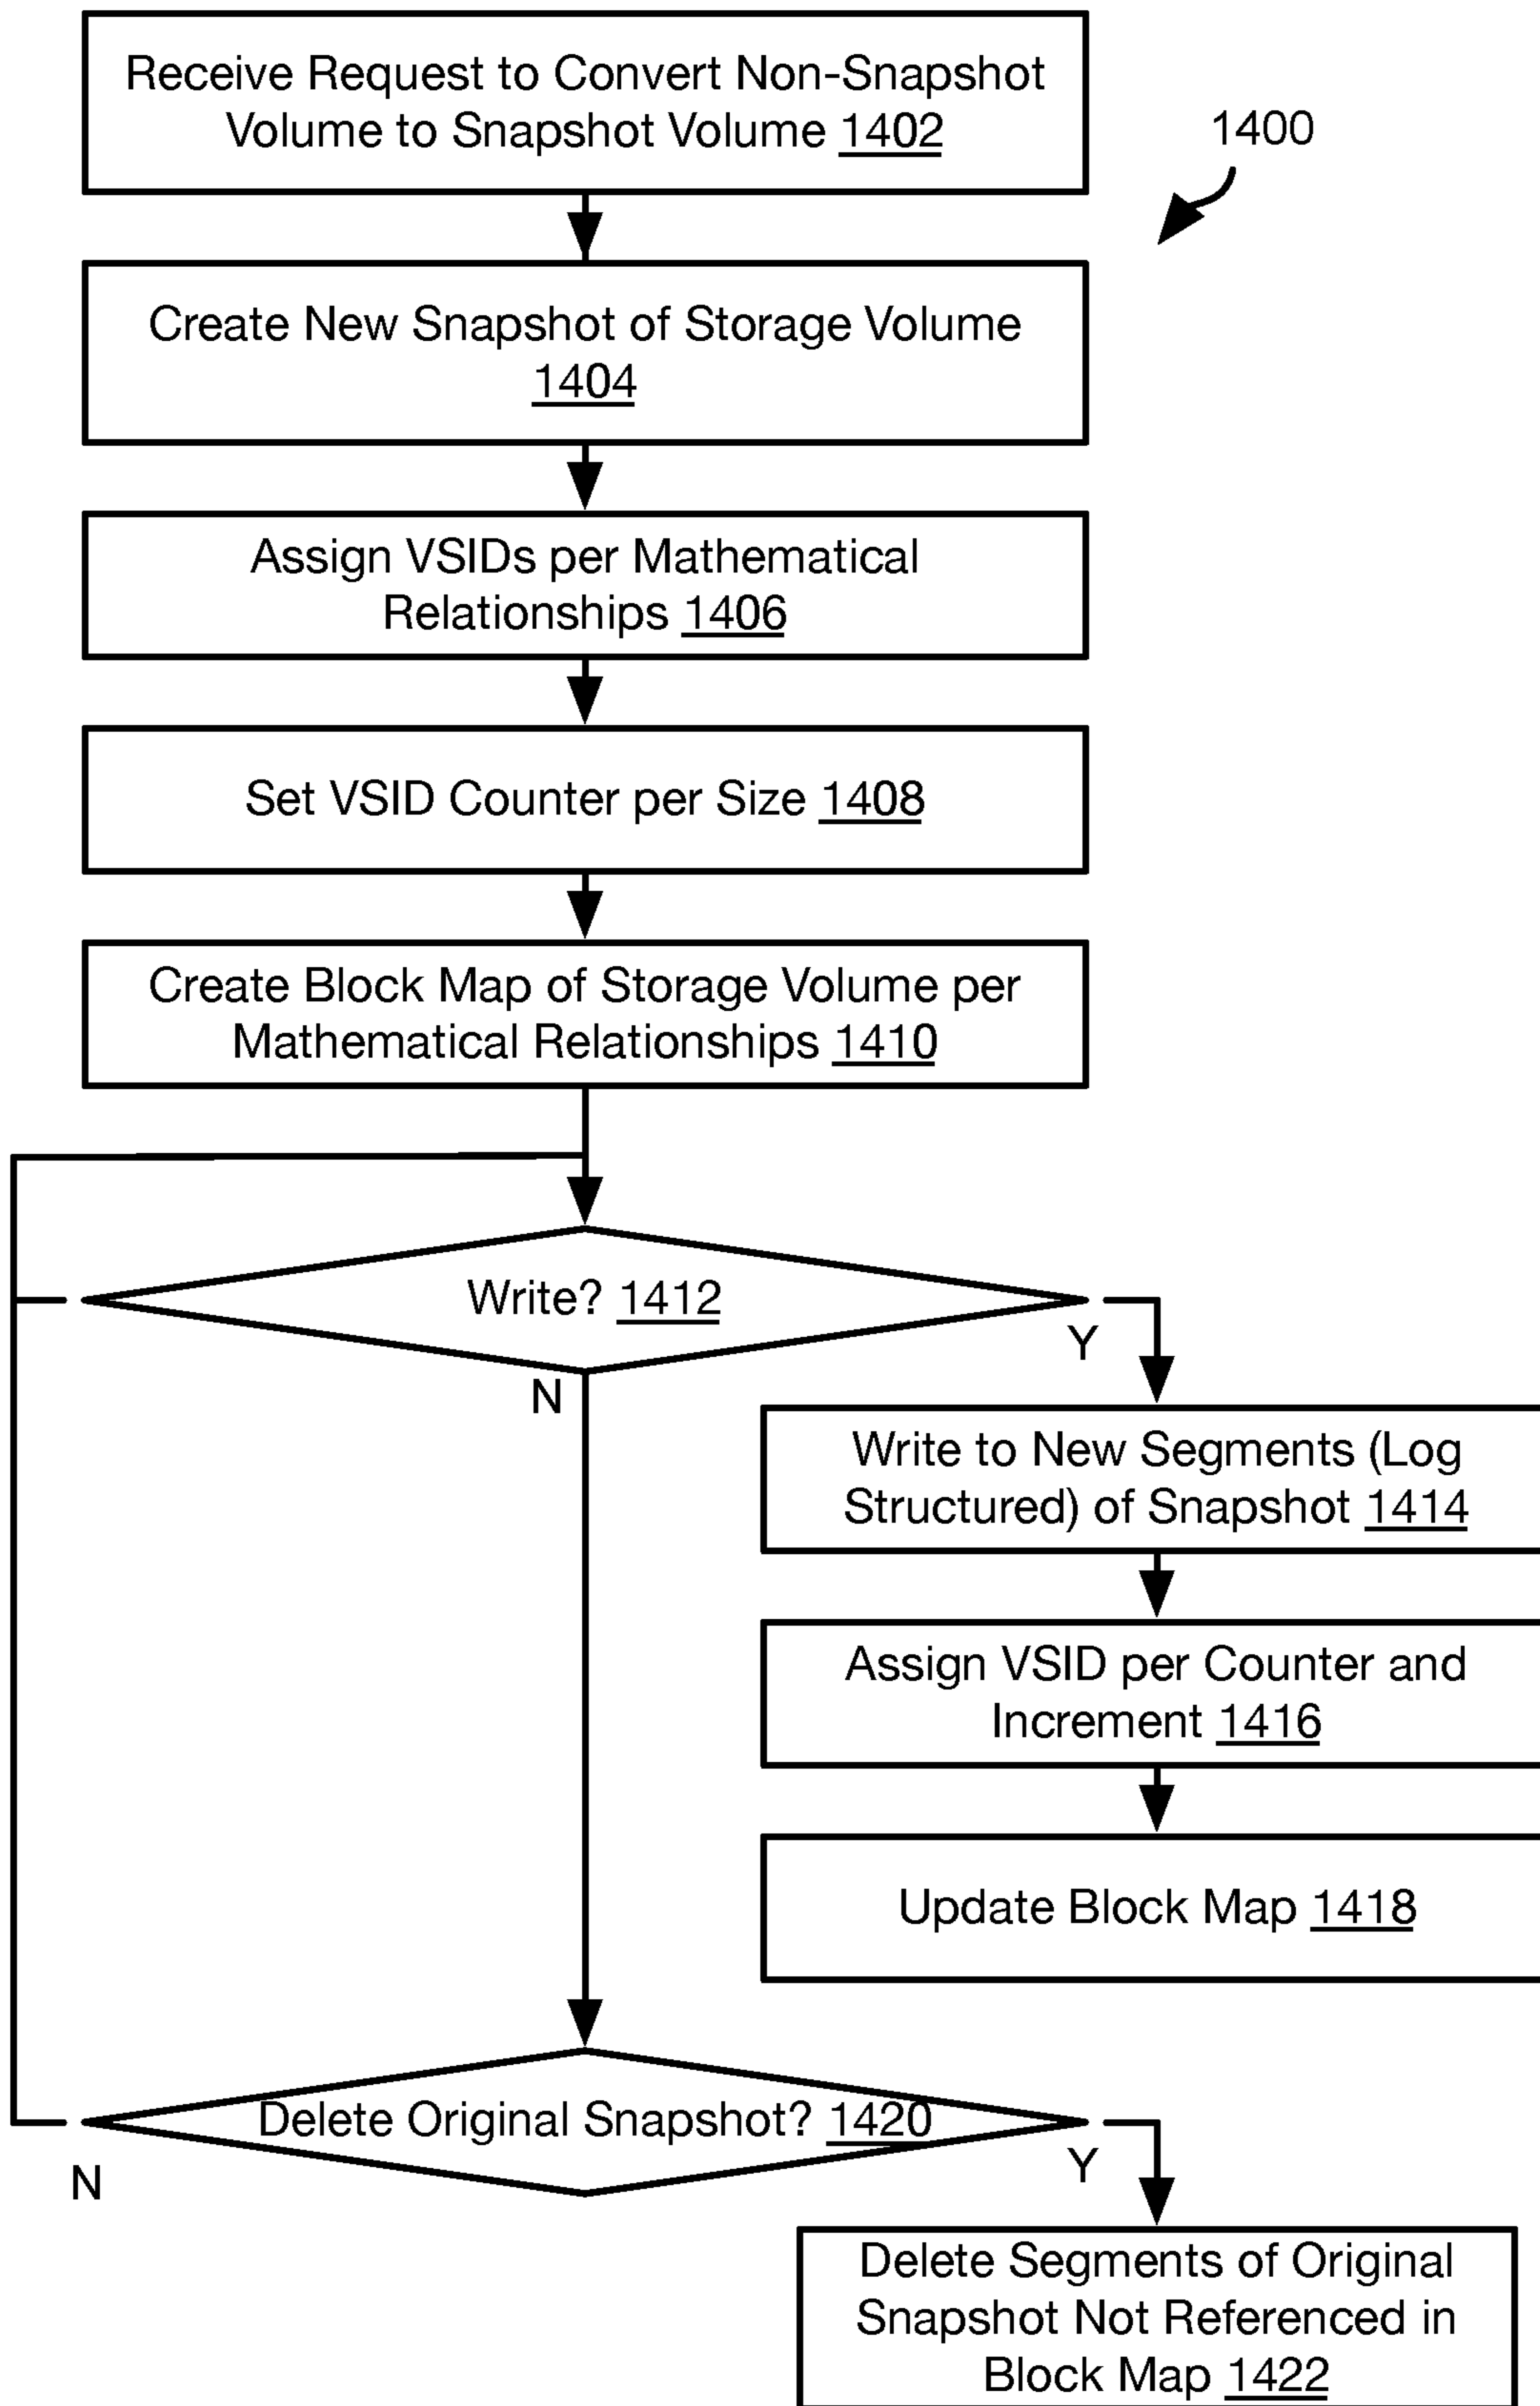 Receive Request to Convert Non-Snapshot
Volume to Snapshot Volume 1402
1400
Create New Snapshot of Storage Volume
1404
Assign VSIDs per Mathematical
Relationships 1406
Set VSID Counter per Size 1408
Create Block Map of Storage Volume per
Mathematical Relationships 1410
Write? 1412
Y
N
Write to New Segments (Log
Structured) of Snapshot 1414
Assign VSID per Counter and
Increment 1416
Update Block Map 1418
Delete Original Snapshot? 1420
Y
N
Delete Segments of Original
Snapshot Not Referenced in
Block Map 1422